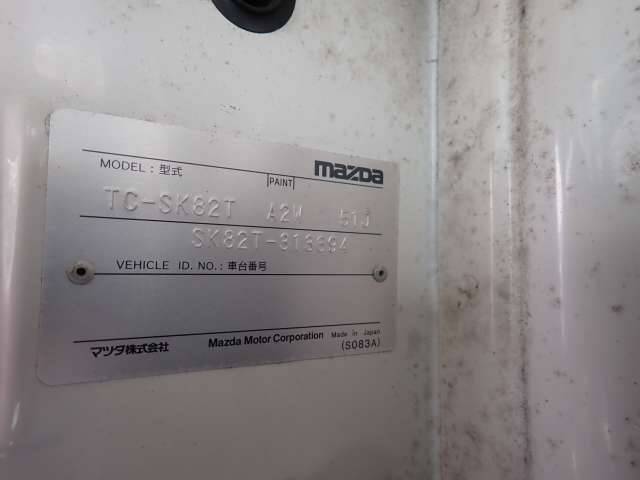 mazda
MODEL : 型式 PAINT
TC-SK82T A2W 51J
SK82T-313694
VEHICLE ID. NO. : 車台番号
マツダ株式会社 Mazda Motor Corporation Made in Japan
(S083A)